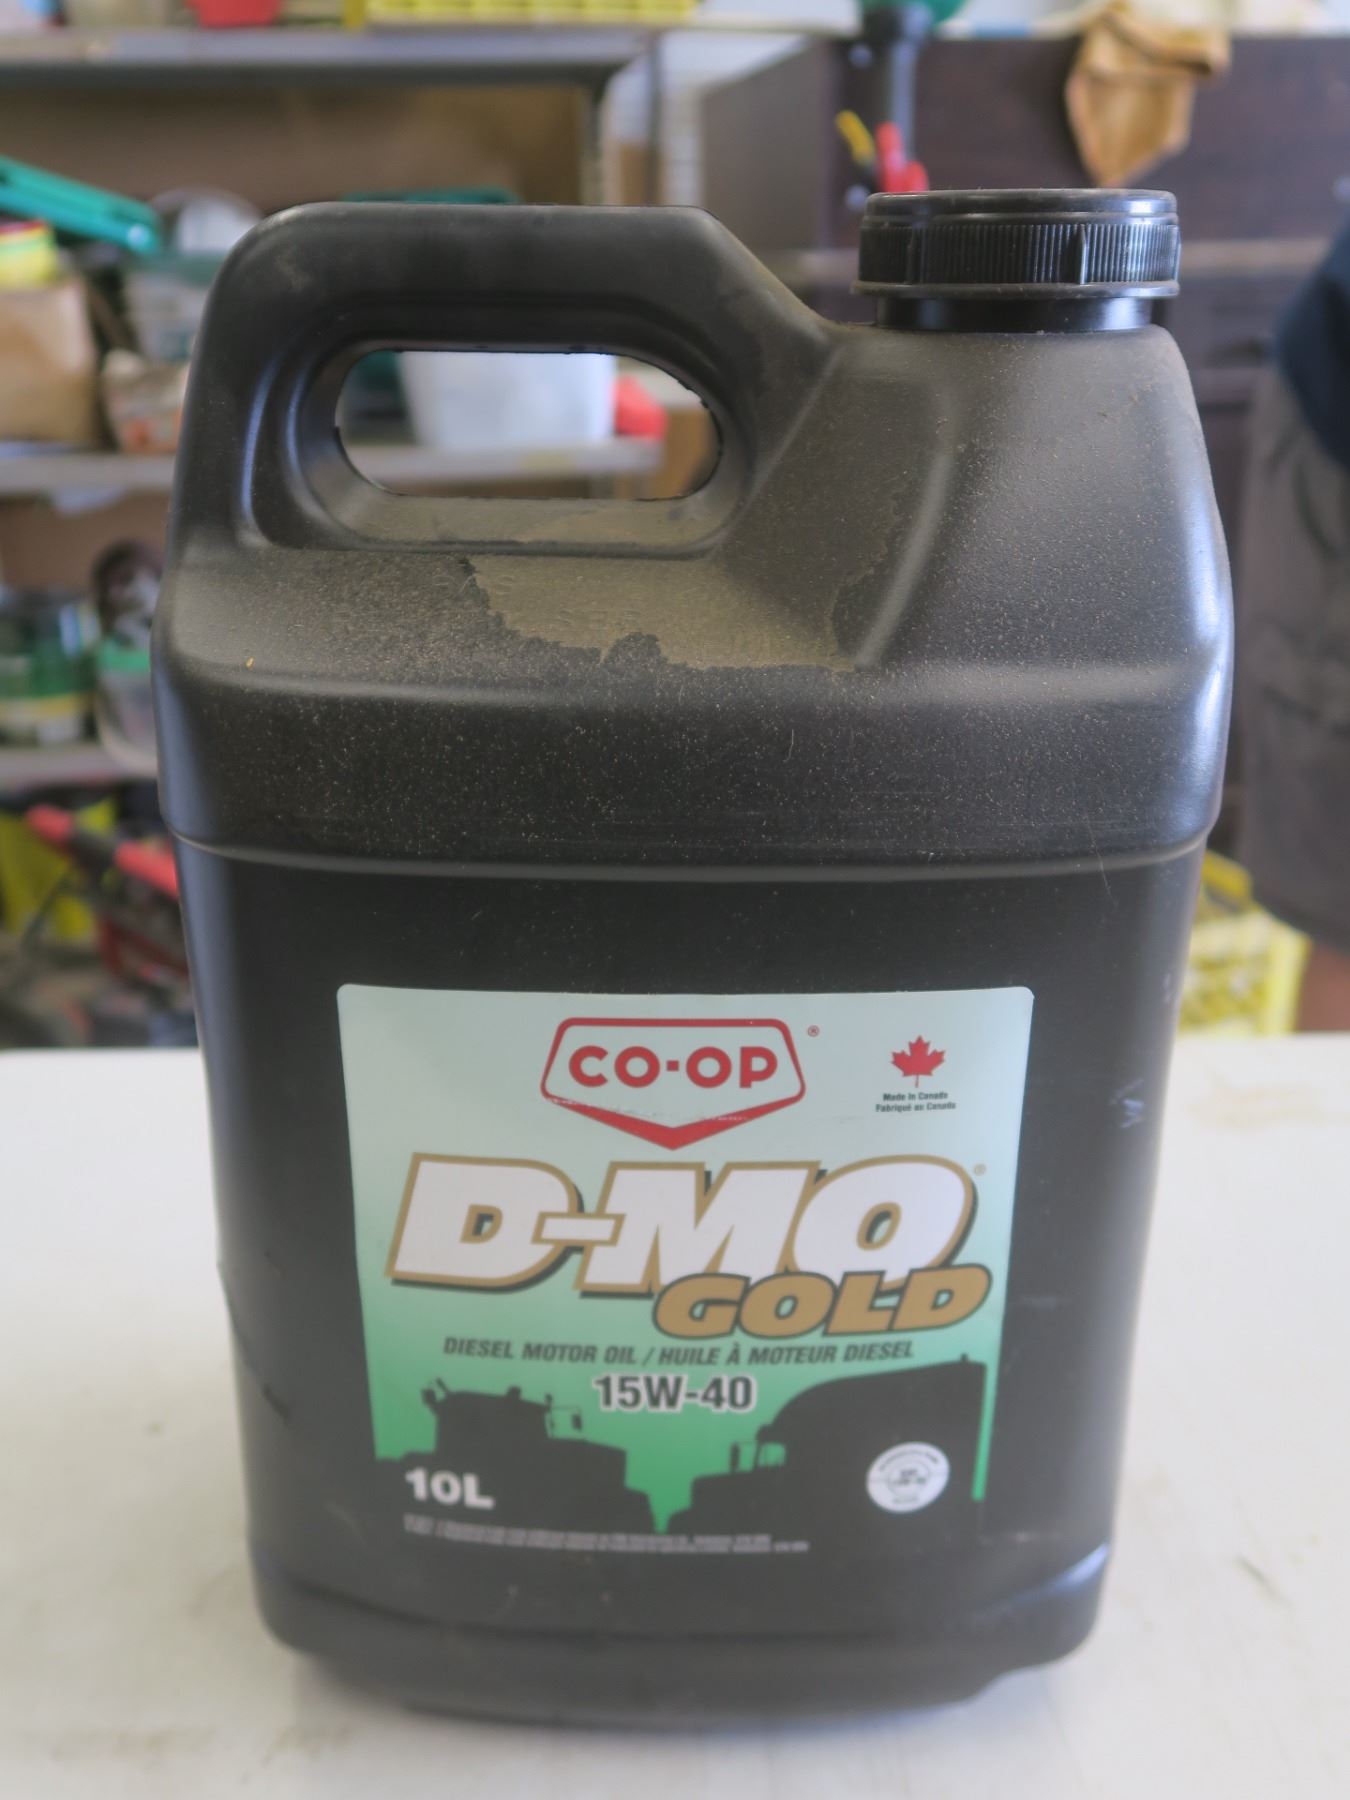 CO-OP ®
Made in Canada
Fabriqué au Canada
D-MO ®
GOLD
DIESEL MOTOR OIL / HUILE À MOTEUR DIESEL
15W-40
10L